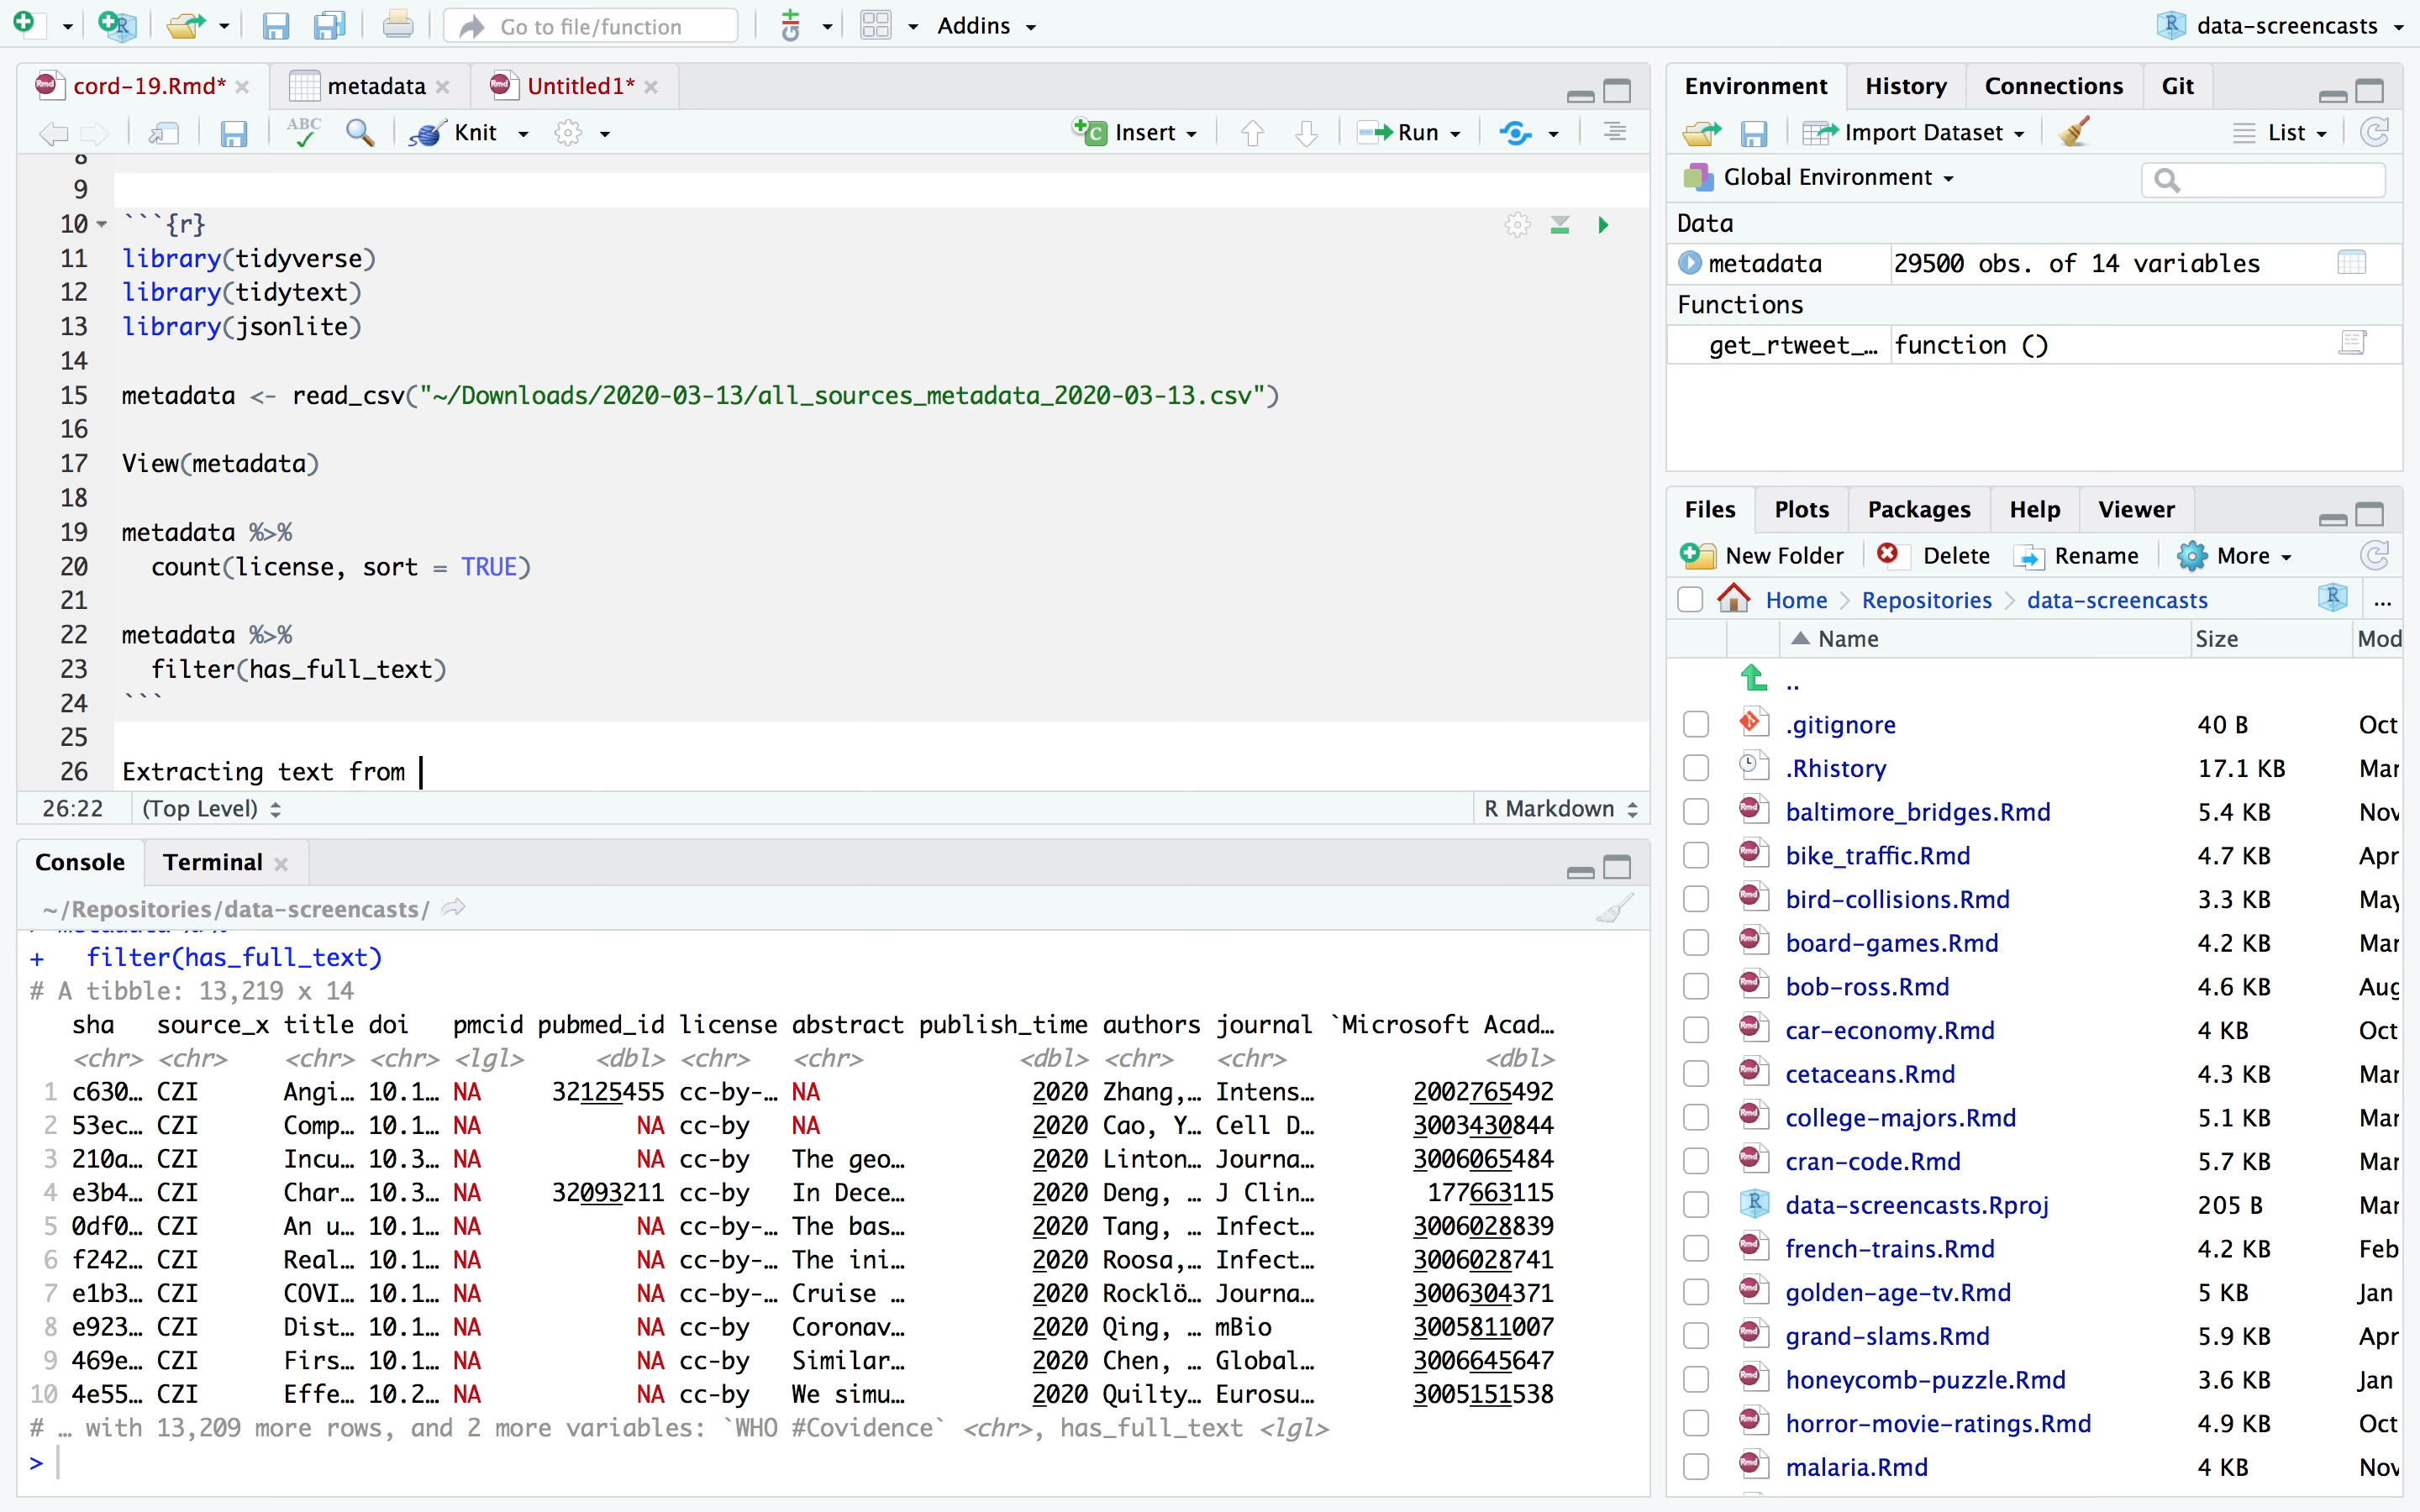 Go to file/function
Addins
data-screencasts
cord-19.Rmd*
metadata
Untitled1*
ABC
Knit
Insert
Run
8
9
10 ```{r}
11 library(tidyverse)
12 library(tidytext)
13 library(jsonlite)
14
15 metadata <- read_csv("~/Downloads/2020-03-13/all_sources_metadata_2020-03-13.csv")
16
17 View(metadata)
18
19 metadata %>%
20   count(license, sort = TRUE)
21
22 metadata %>%
23   filter(has_full_text)
24 ```
25
26 Extracting text from
26:22 (Top Level) R Markdown
Console Terminal
~/Repositories/data-screencasts/
+   filter(has_full_text)
# A tibble: 13,219 x 14
sha source_x title doi pmcid pubmed_id license abstract publish_time authors journal `Microsoft Acad…
<chr> <chr> <chr> <chr> <lgl> <dbl> <chr> <chr> <dbl> <chr> <chr> <dbl>
1 c630… CZI Angi… 10.1… NA 32125455 cc-by-… NA 2020 Zhang,… Intens… 2002765492
2 53ec… CZI Comp… 10.1… NA NA cc-by NA 2020 Cao, Y… Cell D… 3003430844
3 210a… CZI Incu… 10.3… NA NA cc-by The geo… 2020 Linton… Journa… 3006065484
4 e3b4… CZI Char… 10.3… NA 32093211 cc-by In Dece… 2020 Deng, … J Clin… 177663115
5 0df0… CZI An u… 10.1… NA NA cc-by-… The bas… 2020 Tang, … Infect… 3006028839
6 f242… CZI Real… 10.1… NA NA cc-by-… The ini… 2020 Roosa,… Infect… 3006028741
7 e1b3… CZI COVI… 10.1… NA NA cc-by-… Cruise … 2020 Rocklö… Journa… 3006304371
8 e923… CZI Dist… 10.1… NA NA cc-by Coronav… 2020 Qing, … mBio 3005811007
9 469e… CZI Firs… 10.1… NA NA cc-by Similar… 2020 Chen, … Global… 3006645647
10 4e55… CZI Effe… 10.2… NA NA cc-by We simu… 2020 Quilty… Eurosu… 3005151538
# … with 13,209 more rows, and 2 more variables: `WHO #Covidence` <chr>, has_full_text <lgl>
>
Environment History Connections Git
Import Dataset List
Global Environment
Data
metadata 29500 obs. of 14 variables
Functions
get_rtweet_… function ()
Files Plots Packages Help Viewer
New Folder Delete Rename More
Home Repositories data-screencasts ...
Name Size Mod
..
.gitignore 40 B Oct
.Rhistory 17.1 KB Mar
baltimore_bridges.Rmd 5.4 KB Nov
bike_traffic.Rmd 4.7 KB Apr
bird-collisions.Rmd 3.3 KB May
board-games.Rmd 4.2 KB Mar
bob-ross.Rmd 4.6 KB Aug
car-economy.Rmd 4 KB Oct
cetaceans.Rmd 4.3 KB Mar
college-majors.Rmd 5.1 KB Mar
cran-code.Rmd 5.7 KB Mar
data-screencasts.Rproj 205 B Mar
french-trains.Rmd 4.2 KB Feb
golden-age-tv.Rmd 5 KB Jan
grand-slams.Rmd 5.9 KB Apr
honeycomb-puzzle.Rmd 3.6 KB Jan
horror-movie-ratings.Rmd 4.9 KB Oct
malaria.Rmd 4 KB Nov